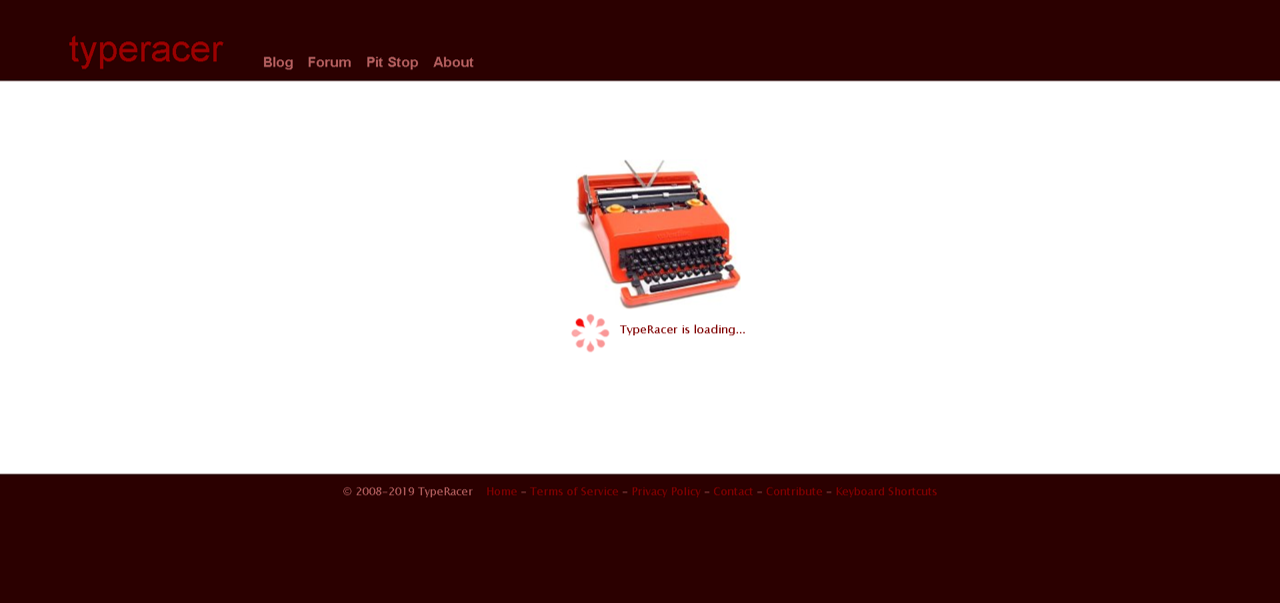 typeracer
Blog Forum Pit Stop About
TypeRacer is loading...
© 2008-2019 TypeRacer Home - Terms of Service - Privacy Policy - Contact - Contribute - Keyboard Shortcuts